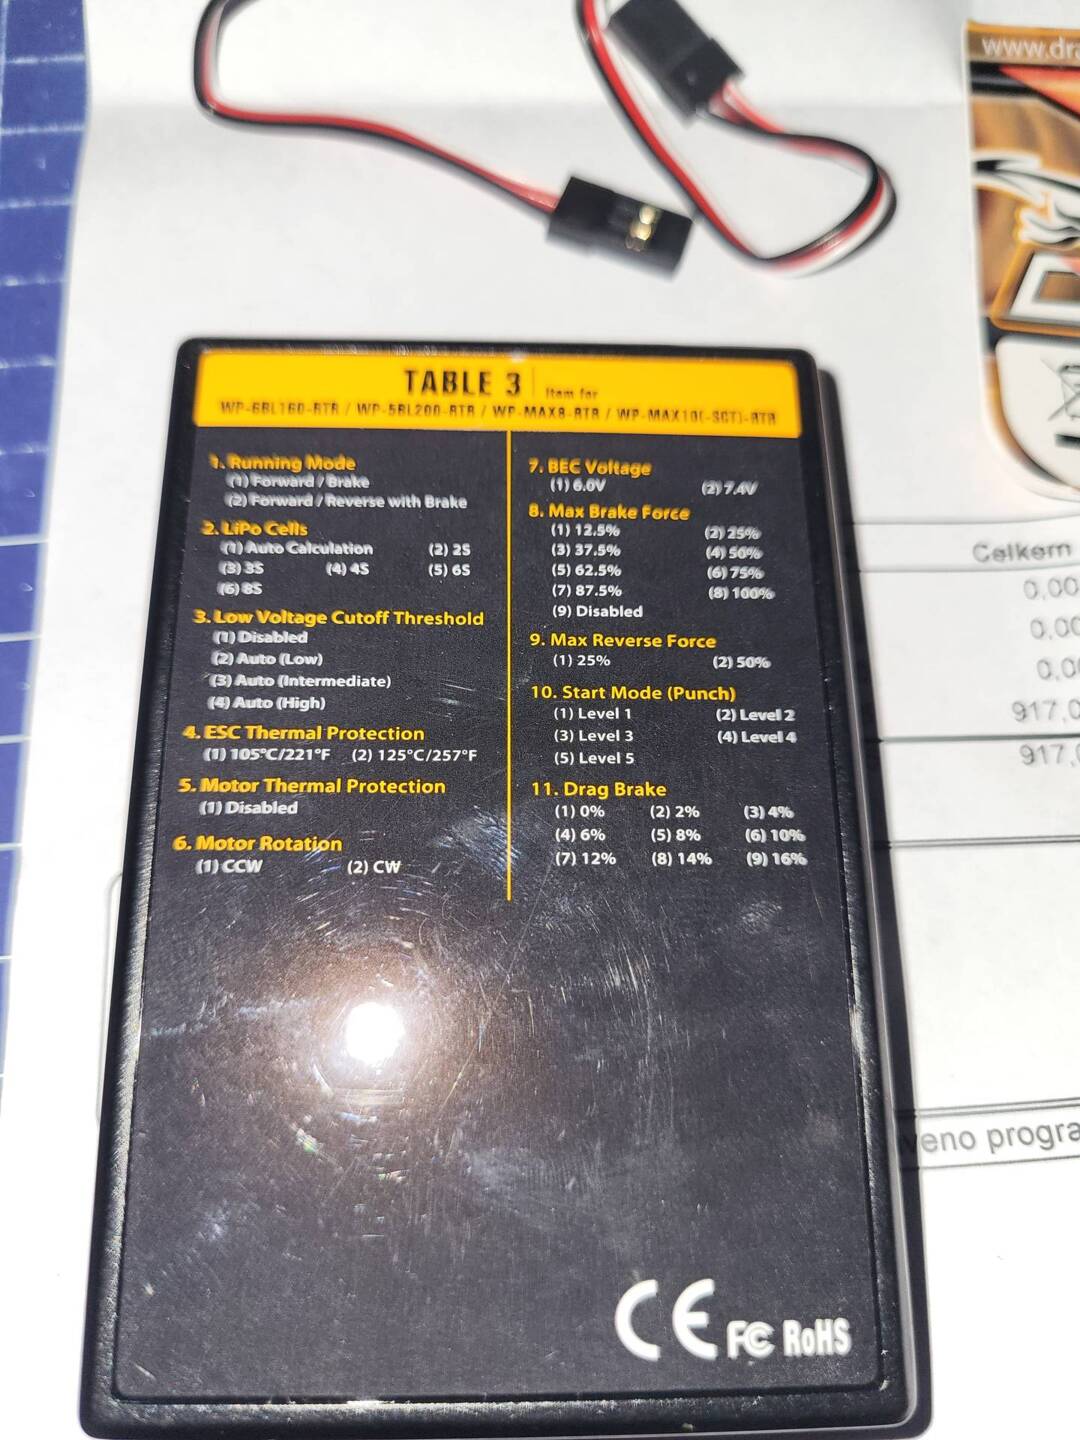 www.dra
TABLE 3 Item for
WP-6BL160-RTR / WP-5BL200-RTR / WP-MAX8-RTR / WP-MAX10(-SCT)-RTR
1. Running Mode
(1) Forward / Brake
(2) Forward / Reverse with Brake
2. LiPo Cells
(1) Auto Calculation (2) 2S
(3) 3S (4) 4S (5) 6S
(6) 8S
3. Low Voltage Cutoff Threshold
(1) Disabled
(2) Auto (Low)
(3) Auto (Intermediate)
(4) Auto (High)
4. ESC Thermal Protection
(1) 105°C/221°F (2) 125°C/257°F
5. Motor Thermal Protection
(1) Disabled
6. Motor Rotation
(1) CCW (2) CW
7. BEC Voltage
(1) 6.0V (2) 7.4V
8. Max Brake Force
(1) 12.5% (2) 25%
(3) 37.5% (4) 50%
(5) 62.5% (6) 75%
(7) 87.5% (8) 100%
(9) Disabled
9. Max Reverse Force
(1) 25% (2) 50%
10. Start Mode (Punch)
(1) Level 1 (2) Level 2
(3) Level 3 (4) Level 4
(5) Level 5
11. Drag Brake
(1) 0% (2) 2% (3) 4%
(4) 6% (5) 8% (6) 10%
(7) 12% (8) 14% (9) 16%
CE FC RoHS
Celkem
0,00
0,00
0,00
917,0
917,0
veno progra